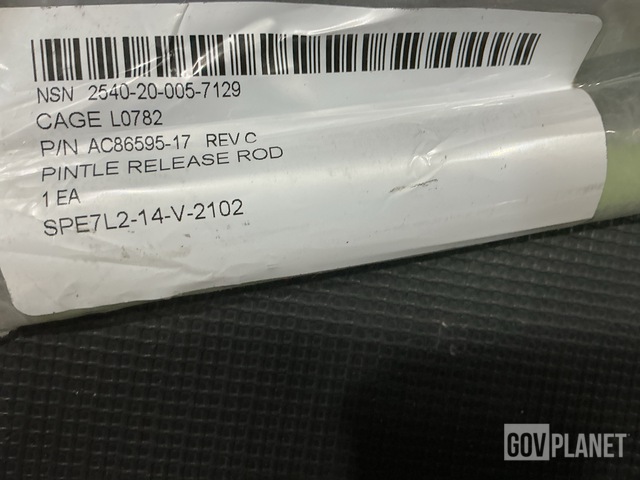 NSN 2540-20-005-7129
CAGE L0782
P/N AC86595-17 REV C
PINTLE RELEASE ROD
1 EA
SPE7L2-14-V-2102
GOVPLANET